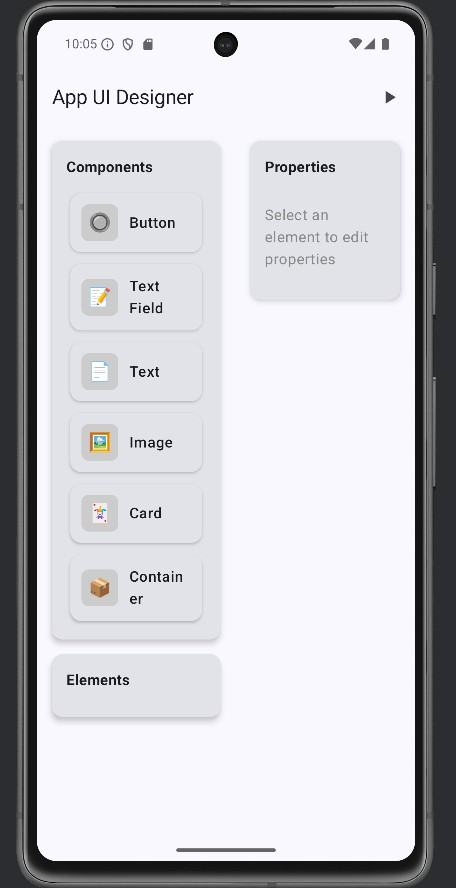 10:05
App UI Designer
Components
Button
Text
Field
Text
Image
Card
Contain
er
Elements
Properties
Select an
element to edit
properties